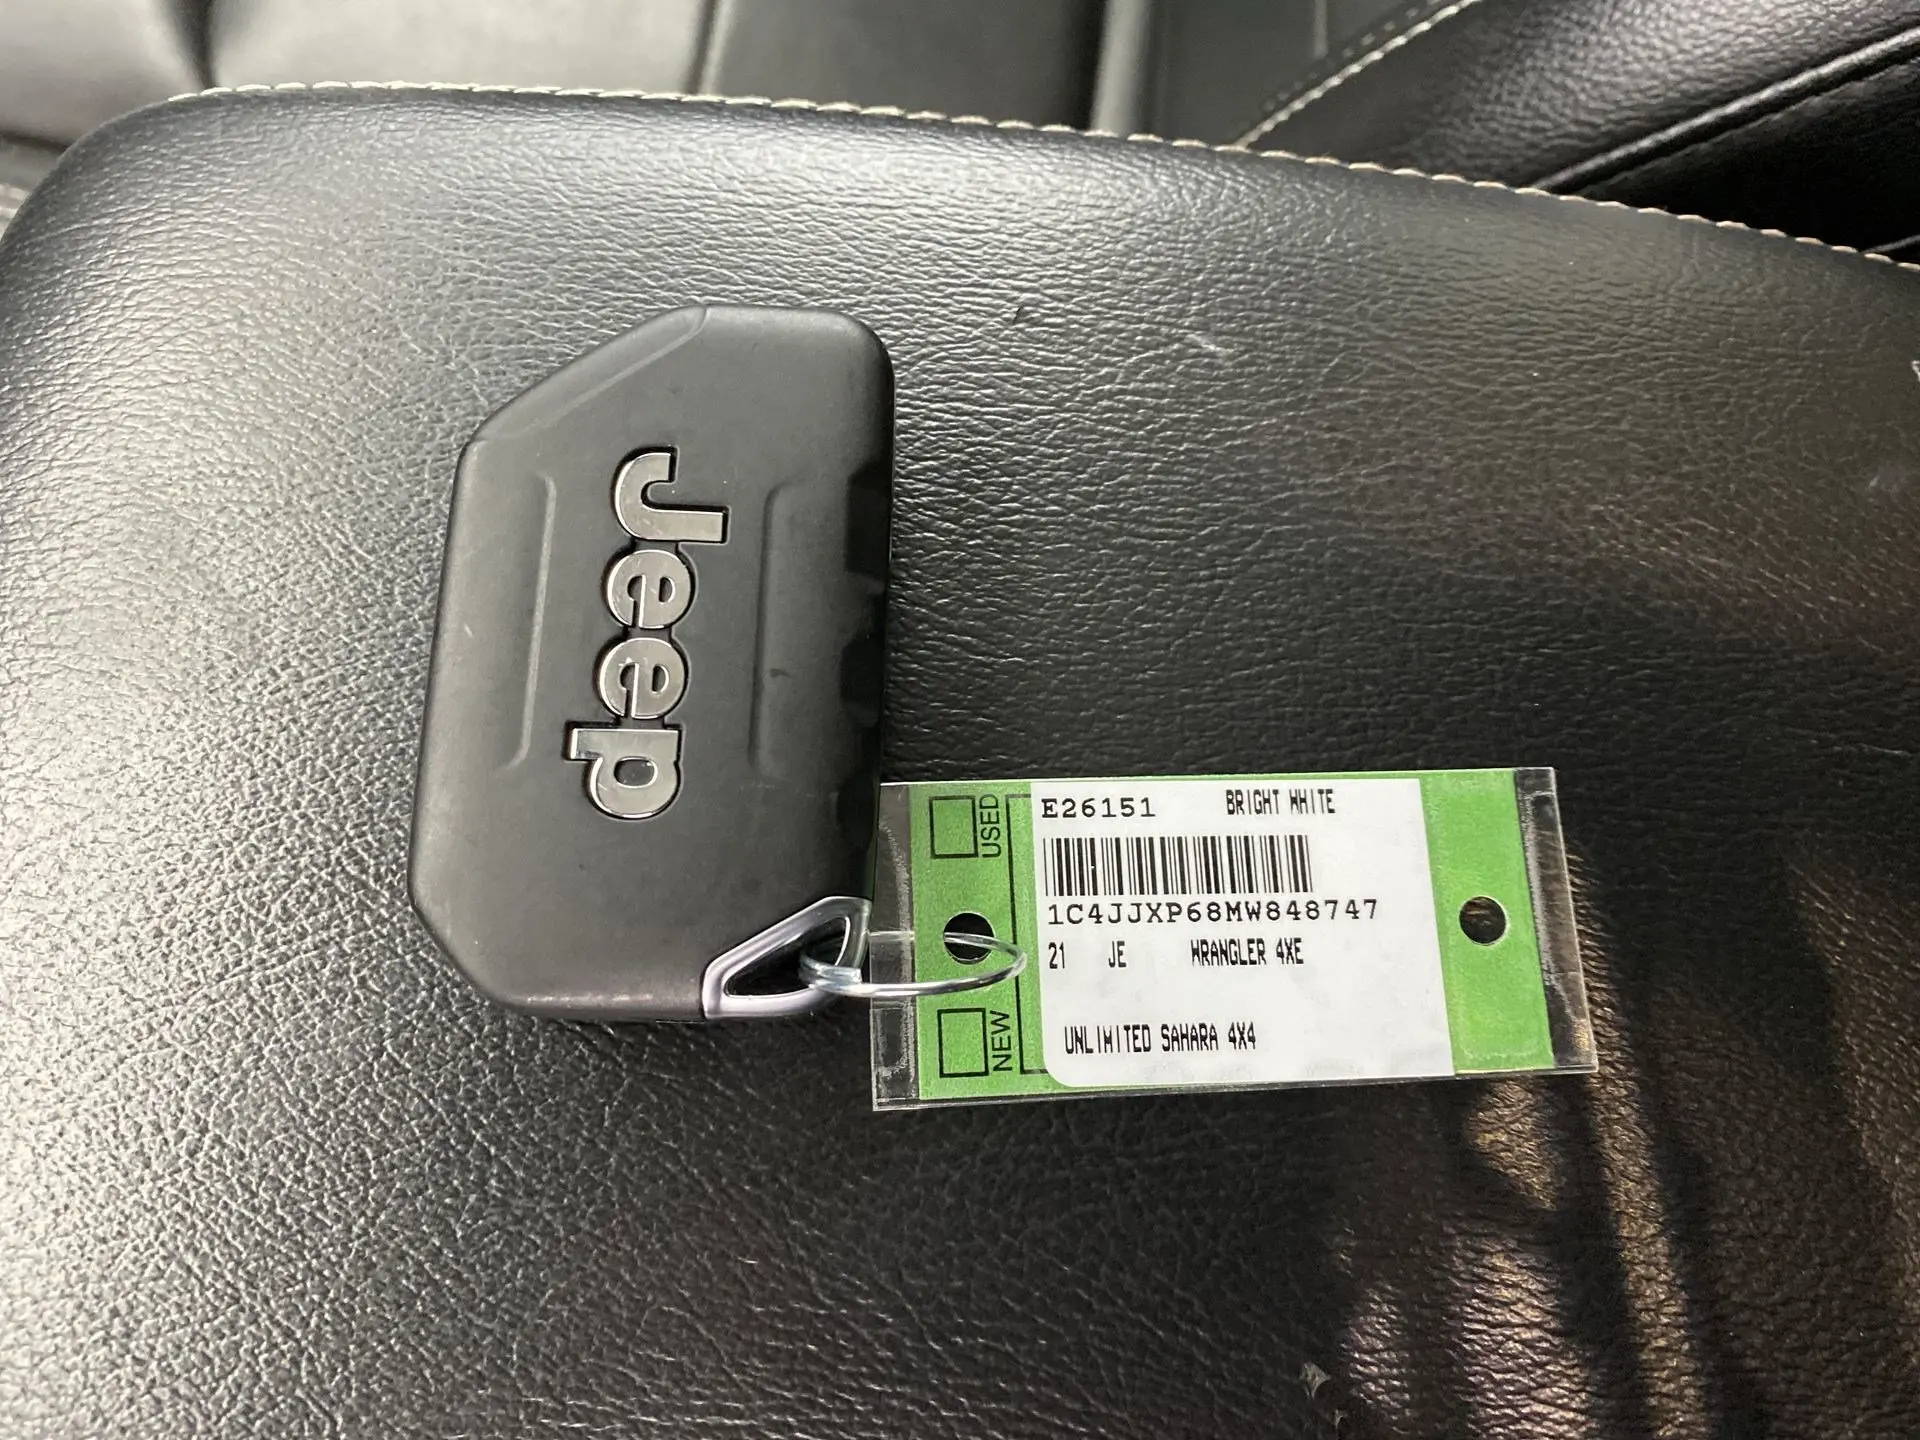 Jeep
USED
NEW
E26151 BRIGHT WHITE
1C4JJXP68MW848747
21 JE WRANGLER 4XE
UNLIMITED SAHARA 4X4